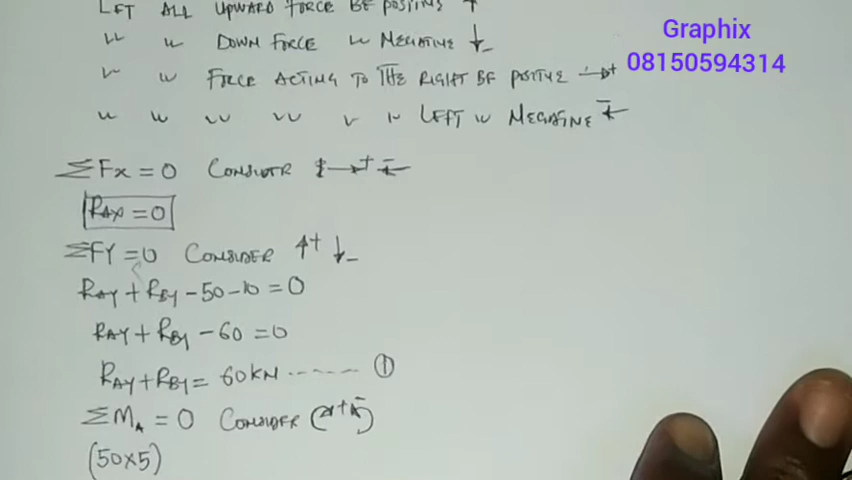 LEFT ALL UPWARD FORCE BE POSITIVE ↑
Graphix
08150594314
〃 〃 DOWN FORCE 〃 NEGATIVE ↓-
〃 〃 FORCE ACTING TO THE RIGHT BE POSITIVE →+
〃 〃 〃 〃 〃 〃 LEFT 〃 NEGATIVE ←-
ΣFx = 0 CONSIDER →+ ←-
RAX = 0
ΣFY = 0 CONSIDER ↑+ ↓-
RAY + RBY - 50 - 10 = 0
RAY + RBY - 60 = 0
RAY + RBY = 60KN ------- ①
ΣMA = 0 CONSIDER
(50×5)